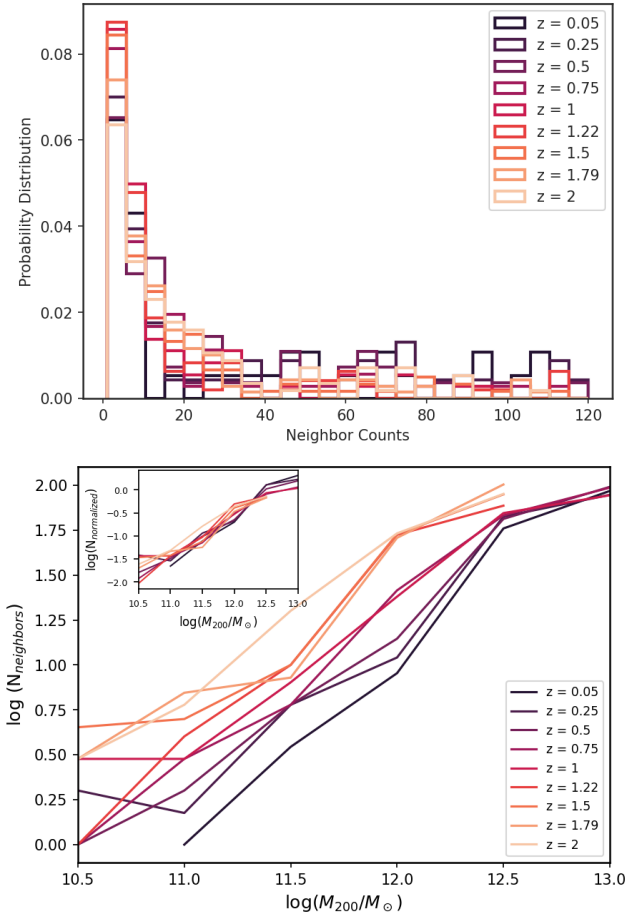 Probability Distribution
0.08
0.06
0.04
0.02
0.00
0
20
40
60
80
100
120
Neighbor Counts
z = 0.05
z = 0.25
z = 0.5
z = 0.75
z = 1
z = 1.22
z = 1.5
z = 1.79
z = 2
log (N_neighbors)
2.00
1.75
1.50
1.25
1.00
0.75
0.50
0.25
0.00
log(N_normalized)
0.0
−0.5
−1.0
−1.5
−2.0
10.5 11.0 11.5 12.0 12.5 13.0
log(M_200/M_⊙)
z = 0.05
z = 0.25
z = 0.5
z = 0.75
z = 1
z = 1.22
z = 1.5
z = 1.79
z = 2
10.5 11.0 11.5 12.0 12.5 13.0
log(M_200/M_⊙)